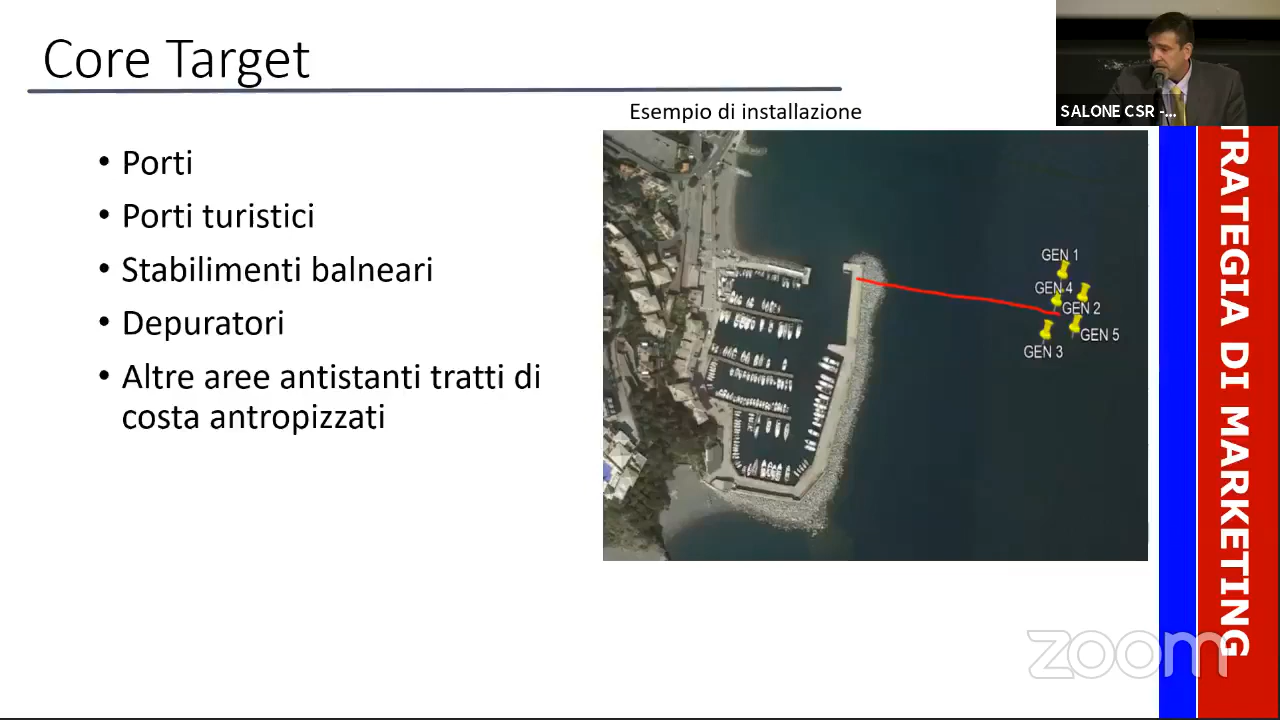 Core Target
Esempio di installazione
SALONE CSR -...
• Porti
• Porti turistici
• Stabilimenti balneari
• Depuratori
• Altre aree antistanti tratti di
costa antropizzati
GEN 1
GEN 4
GEN 2
GEN 5
GEN 3
TRATEGIA DI MARKETING
zoom